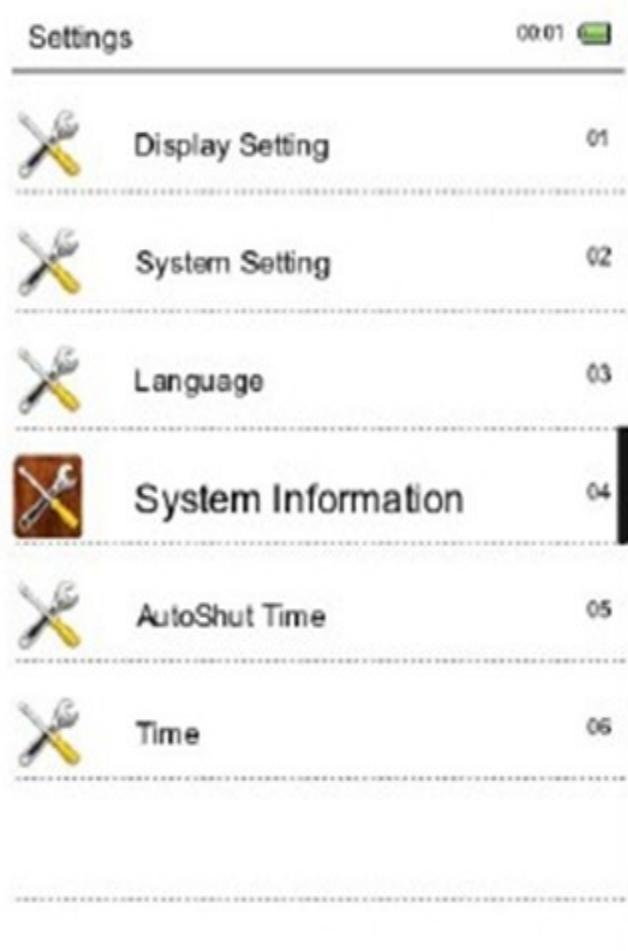 Settings 00:01
Display Setting 01
System Setting 02
Language 03
System Information 04
AutoShut Time 05
Time 06